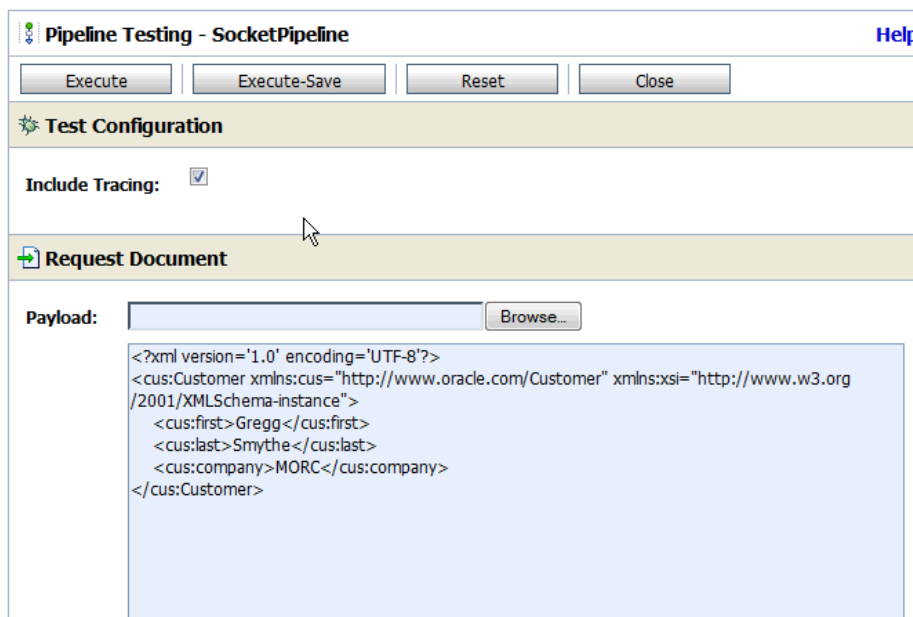 Pipeline Testing - SocketPipeline Help
Execute Execute-Save Reset Close
Test Configuration
Include Tracing:
Request Document
Payload: Browse...
<?xml version='1.0' encoding='UTF-8'?>
<cus:Customer xmlns:cus="http://www.oracle.com/Customer" xmlns:xsi="http://www.w3.org
/2001/XMLSchema-instance">
<cus:first>Gregg</cus:first>
<cus:last>Smythe</cus:last>
<cus:company>MORC</cus:company>
</cus:Customer>